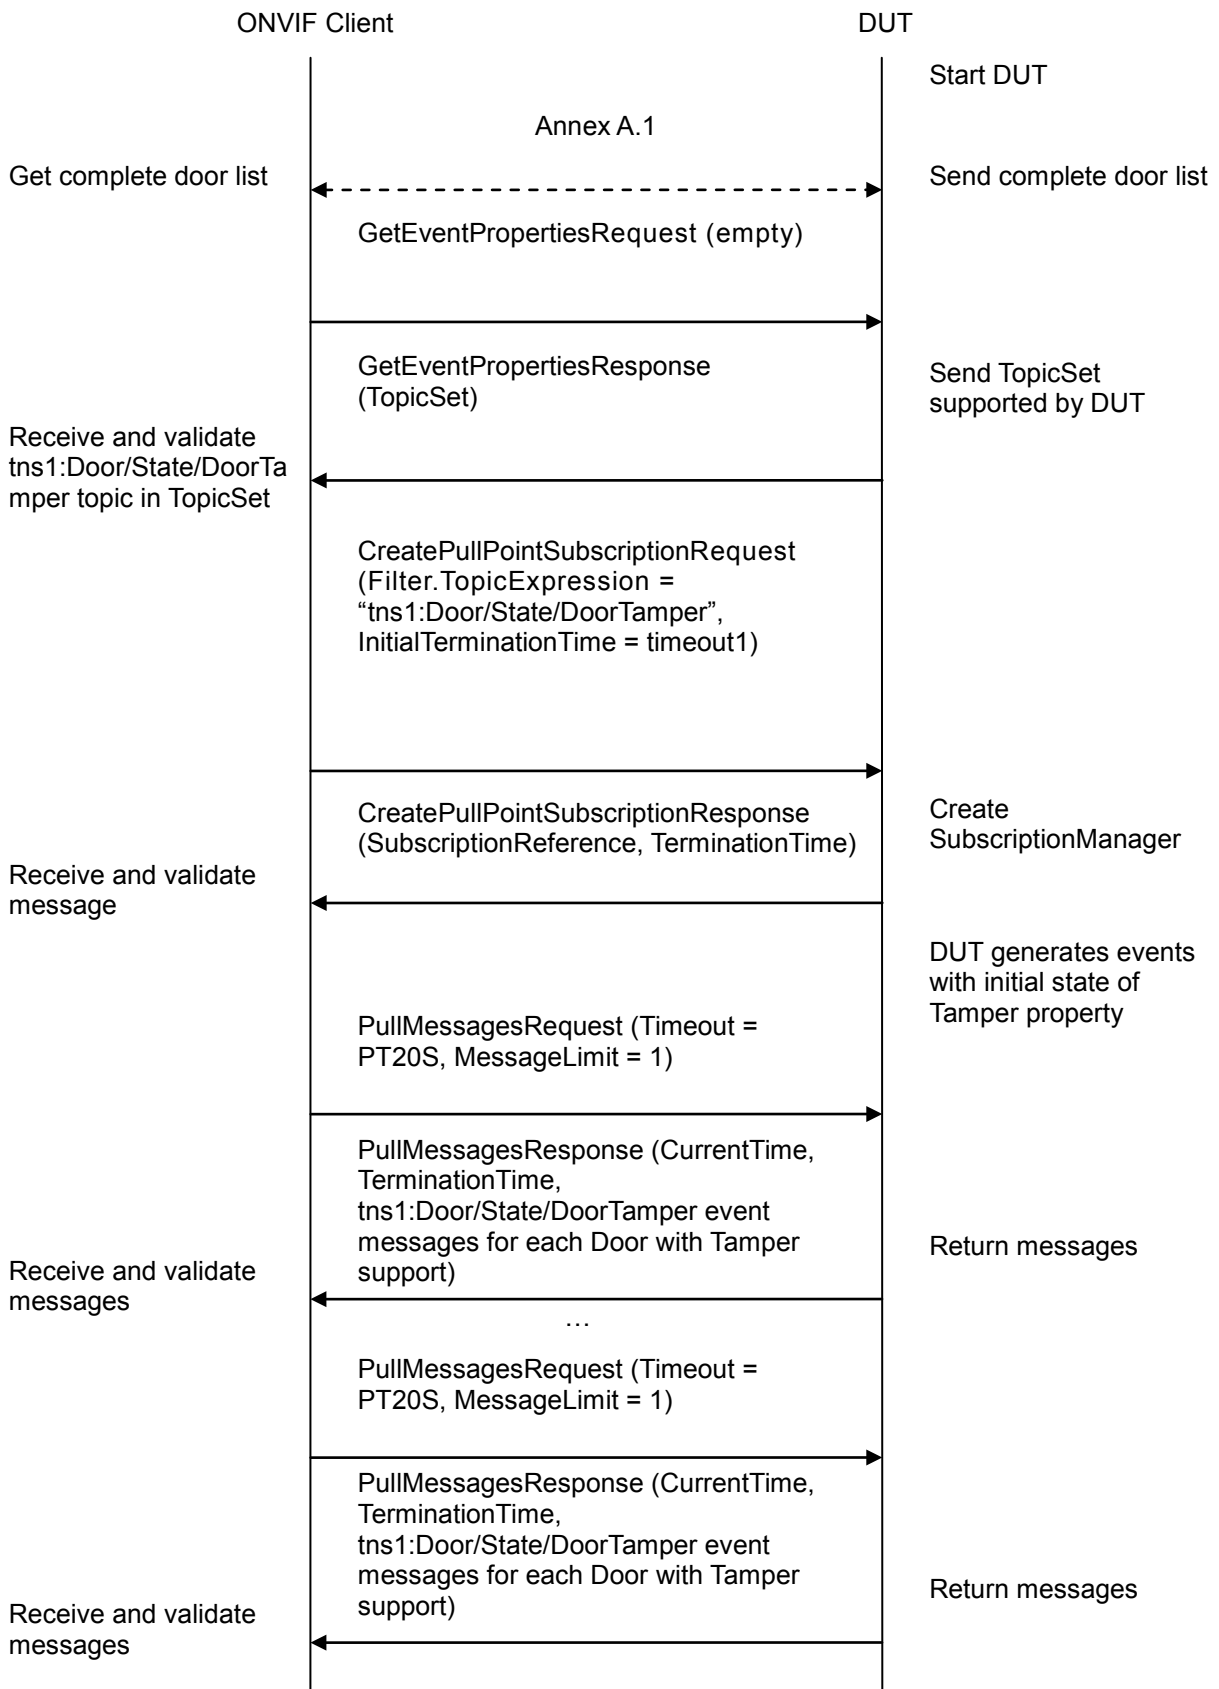 ONVIF Client
DUT
Start DUT
Annex A.1
Get complete door list
Send complete door list
GetEventPropertiesRequest (empty)
GetEventPropertiesResponse
(TopicSet)
Send TopicSet
supported by DUT
Receive and validate
tns1:Door/State/DoorTa
mper topic in TopicSet
CreatePullPointSubscriptionRequest
(Filter.TopicExpression =
“tns1:Door/State/DoorTamper”,
InitialTerminationTime = timeout1)
CreatePullPointSubscriptionResponse
(SubscriptionReference, TerminationTime)
Create
SubscriptionManager
Receive and validate
message
DUT generates events
with initial state of
Tamper property
PullMessagesRequest (Timeout =
PT20S, MessageLimit = 1)
PullMessagesResponse (CurrentTime,
TerminationTime,
tns1:Door/State/DoorTamper event
messages for each Door with Tamper
support)
Return messages
Receive and validate
messages
…
PullMessagesRequest (Timeout =
PT20S, MessageLimit = 1)
PullMessagesResponse (CurrentTime,
TerminationTime,
tns1:Door/State/DoorTamper event
messages for each Door with Tamper
support)
Return messages
Receive and validate
messages